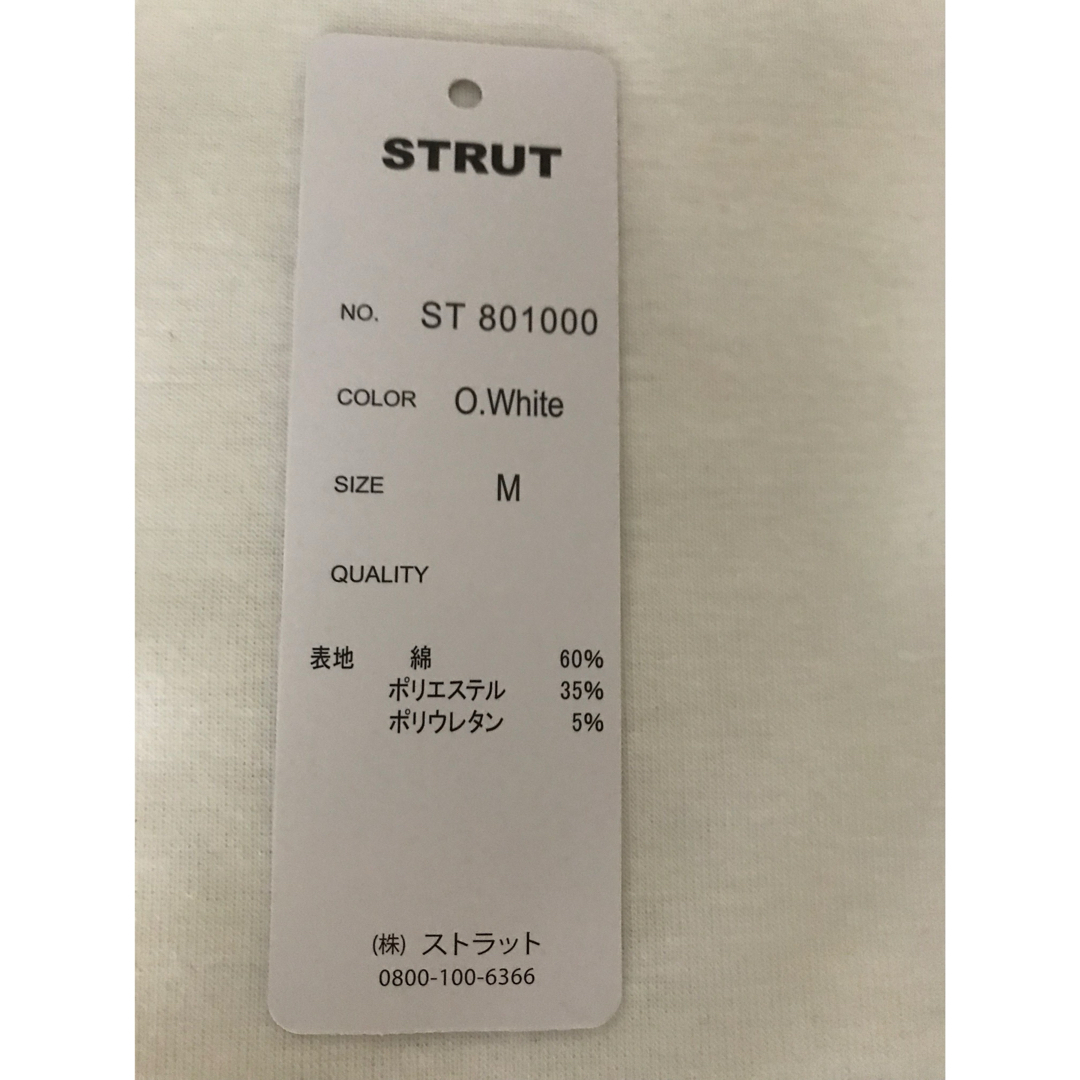 STRUT
NO. ST 801000
COLOR O.White
SIZE M
QUALITY
表地 綿 60%
ポリエステル 35%
ポリウレタン 5%
(株) ストラット
0800-100-6366